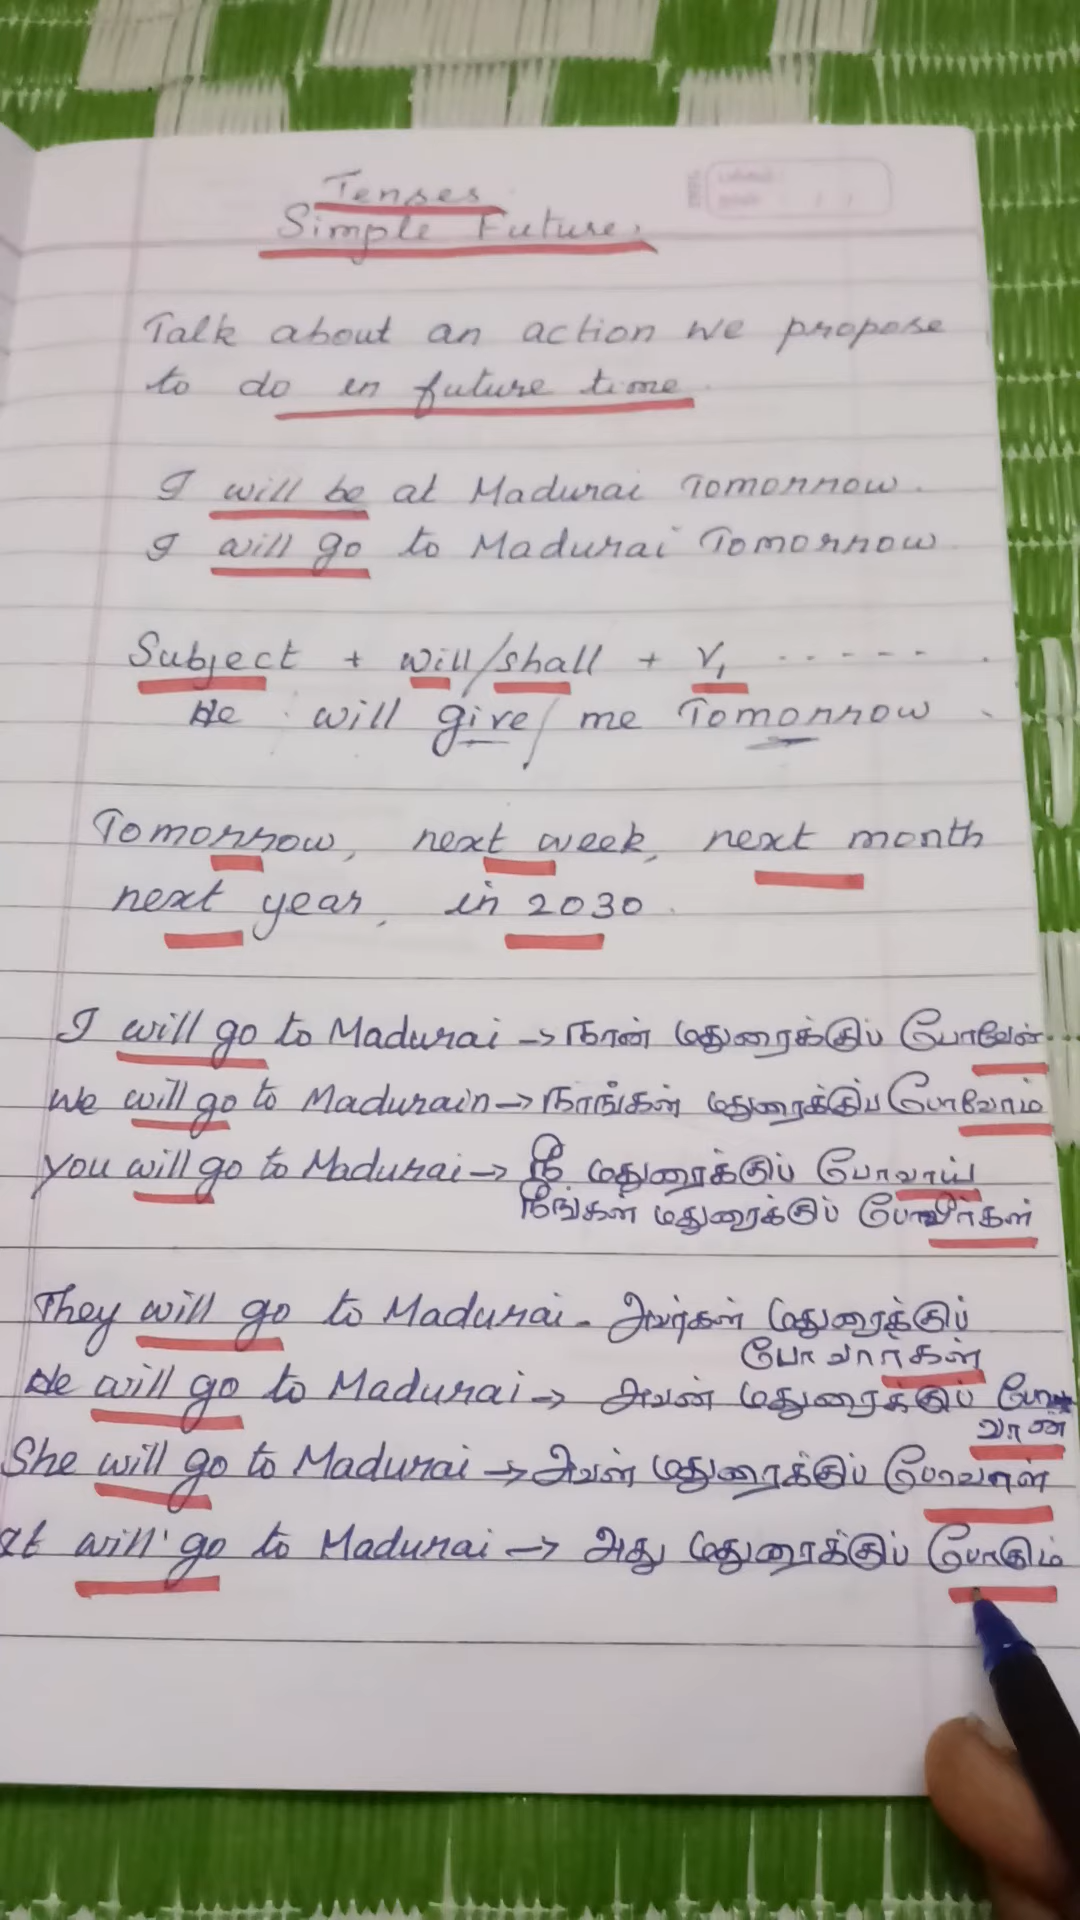 Tenses
Simple Future.
Talk about an action we propose
to do in future time.
I will be at Madurai Tomorrow.
I will go to Madurai Tomorrow.
Subject + will/shall + V1 ...... .
He will give/ me Tomorrow.
Tomorrow, next week, next month
next year, in 2030.
I will go to Madurai → நான் மதுரைக்குப் போவேன்.
We will go to Madurain → நாங்கள் மதுரைக்குப் போவோம்
You will go to Madurai → நீ மதுரைக்குப் போவாய்
நீங்கள் மதுரைக்குப் போவீர்கள்
They will go to Madurai - அவர்கள் மதுரைக்குப்
போவார்கள்
He will go to Madurai → அவன் மதுரைக்குப் போ
வான்
She will go to Madurai → அவள் மதுரைக்குப் போவாள்
It will go to Madurai → அது மதுரைக்குப் போகும்